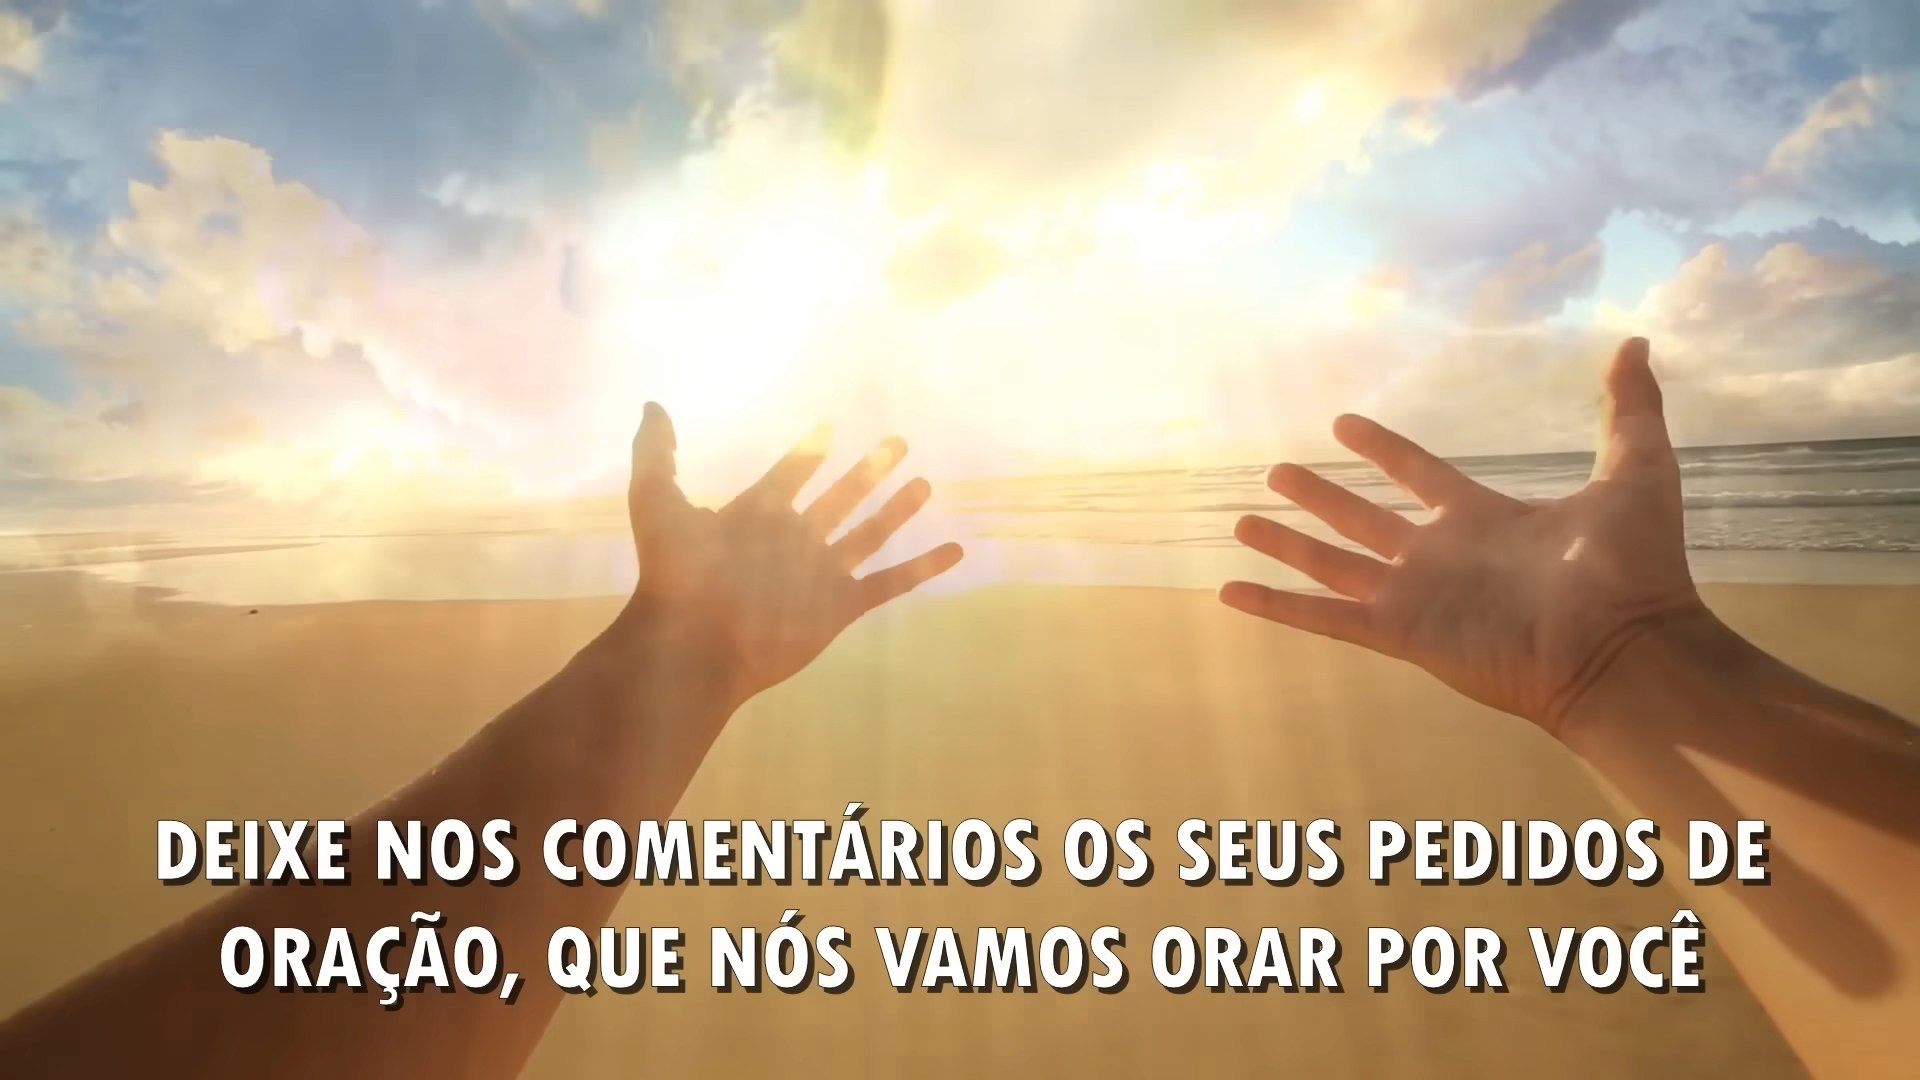 DEIXE NOS COMENTÁRIOS OS SEUS PEDIDOS DE
ORAÇÃO, QUE NÓS VAMOS ORAR POR VOCÊ